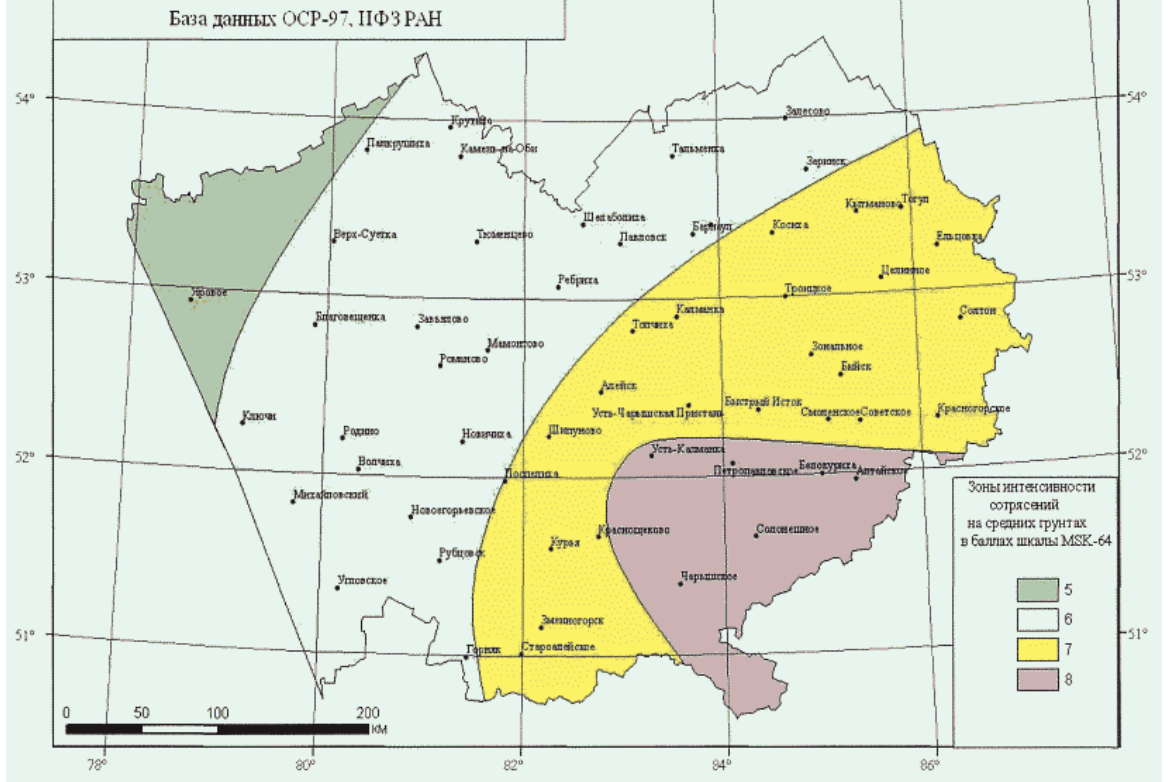 База данных ОСР-97, ИФЗ РАН
54°
54°
Залесово
Крутиха
Панкрушиха
Камень-на-Оби
Тальменка
Заринск
Кытманово
Тогул
Шелаболиха
Верх-Суетка
Тюменцево
Павловск
Барнаул
Косиха
Ельцовка
53°
53°
Целинное
Ребриха
Троицкое
Яровое
Благовещенка
Завьялово
Калманка
Топчиха
Солтон
Мамонтово
Романово
Зональное
Бийск
Алейск
Быстрый Исток
Усть-Чарышская Пристань
Смоленское
Советское
Красногорское
Ключи
Родино
Новичиха
Шипуново
52°
52°
Усть-Калманка
Волчиха
Поспелиха
Петропавловское
Белокуриха
Алтайское
Михайловский
Новоегорьевское
Краснощеково
Солонешное
Курья
Рубцовск
Угловское
Чарышское
51°
51°
Змеиногорск
Горняк
Староалейское
Зоны интенсивности
сотрясений
на средних грунтах
в баллах шкалы MSK-64
5
6
7
8
0 50 100 200
км
78° 80° 82° 84° 86°